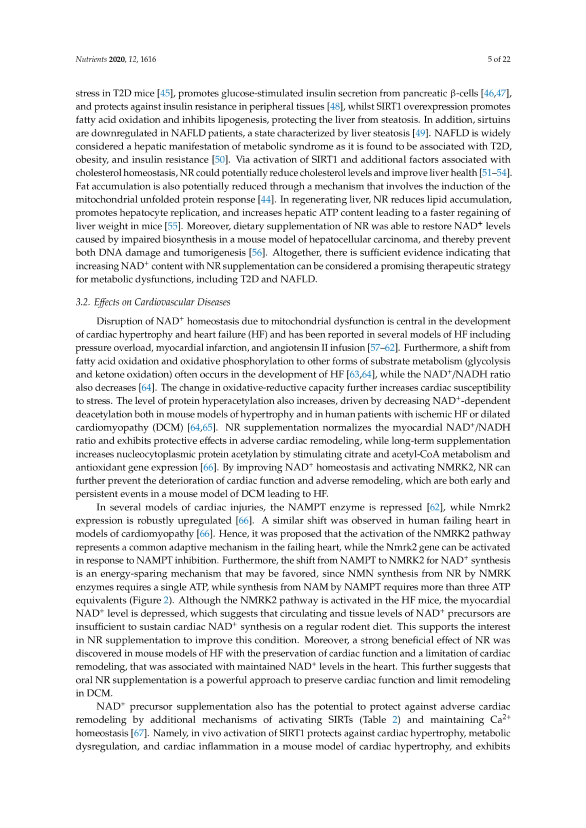 Nutrients 2020, 12, 1616
5 of 22
stress in T2D mice [45], promotes glucose-stimulated insulin secretion from pancreatic β-cells [46,47],
and protects against insulin resistance in peripheral tissues [48], whilst SIRT1 overexpression promotes
fatty acid oxidation and inhibits lipogenesis, protecting the liver from steatosis. In addition, sirtuins
are downregulated in NAFLD patients, a state characterized by liver steatosis [49]. NAFLD is widely
considered a hepatic manifestation of metabolic syndrome as it is found to be associated with T2D,
obesity, and insulin resistance [50]. Via activation of SIRT1 and additional factors associated with
cholesterol homeostasis, NR could potentially reduce cholesterol levels and improve liver health [51–54].
Fat accumulation is also potentially reduced through a mechanism that involves the induction of the
mitochondrial unfolded protein response [44]. In regenerating liver, NR reduces lipid accumulation,
promotes hepatocyte replication, and increases hepatic ATP content leading to a faster regaining of
liver weight in mice [55]. Moreover, dietary supplementation of NR was able to restore NAD⁺ levels
caused by impaired biosynthesis in a mouse model of hepatocellular carcinoma, and thereby prevent
both DNA damage and tumorigenesis [56]. Altogether, there is sufficient evidence indicating that
increasing NAD⁺ content with NR supplementation can be considered a promising therapeutic strategy
for metabolic dysfunctions, including T2D and NAFLD.
3.2. Effects on Cardiovascular Diseases
Disruption of NAD⁺ homeostasis due to mitochondrial dysfunction is central in the development
of cardiac hypertrophy and heart failure (HF) and has been reported in several models of HF including
pressure overload, myocardial infarction, and angiotensin II infusion [57–62]. Furthermore, a shift from
fatty acid oxidation and oxidative phosphorylation to other forms of substrate metabolism (glycolysis
and ketone oxidation) often occurs in the development of HF [63,64], while the NAD⁺/NADH ratio
also decreases [64]. The change in oxidative-reductive capacity further increases cardiac susceptibility
to stress. The level of protein hyperacetylation also increases, driven by decreasing NAD⁺-dependent
deacetylation both in mouse models of hypertrophy and in human patients with ischemic HF or dilated
cardiomyopathy (DCM) [64,65]. NR supplementation normalizes the myocardial NAD⁺/NADH
ratio and exhibits protective effects in adverse cardiac remodeling, while long-term supplementation
increases nucleocytoplasmic protein acetylation by stimulating citrate and acetyl-CoA metabolism and
antioxidant gene expression [66]. By improving NAD⁺ homeostasis and activating NMRK2, NR can
further prevent the deterioration of cardiac function and adverse remodeling, which are both early and
persistent events in a mouse model of DCM leading to HF.
In several models of cardiac injuries, the NAMPT enzyme is repressed [62], while Nmrk2
expression is robustly upregulated [66]. A similar shift was observed in human failing heart in
models of cardiomyopathy [66]. Hence, it was proposed that the activation of the NMRK2 pathway
represents a common adaptive mechanism in the failing heart, while the Nmrk2 gene can be activated
in response to NAMPT inhibition. Furthermore, the shift from NAMPT to NMRK2 for NAD⁺ synthesis
is an energy-sparing mechanism that may be favored, since NMN synthesis from NR by NMRK
enzymes requires a single ATP, while synthesis from NAM by NAMPT requires more than three ATP
equivalents (Figure 2). Although the NMRK2 pathway is activated in the HF mice, the myocardial
NAD⁺ level is depressed, which suggests that circulating and tissue levels of NAD⁺ precursors are
insufficient to sustain cardiac NAD⁺ synthesis on a regular rodent diet. This supports the interest
in NR supplementation to improve this condition. Moreover, a strong beneficial effect of NR was
discovered in mouse models of HF with the preservation of cardiac function and a limitation of cardiac
remodeling, that was associated with maintained NAD⁺ levels in the heart. This further suggests that
oral NR supplementation is a powerful approach to preserve cardiac function and limit remodeling
in DCM.
NAD⁺ precursor supplementation also has the potential to protect against adverse cardiac
remodeling by additional mechanisms of activating SIRTs (Table 2) and maintaining Ca²⁺
homeostasis [67]. Namely, in vivo activation of SIRT1 protects against cardiac hypertrophy, metabolic
dysregulation, and cardiac inflammation in a mouse model of cardiac hypertrophy, and exhibits